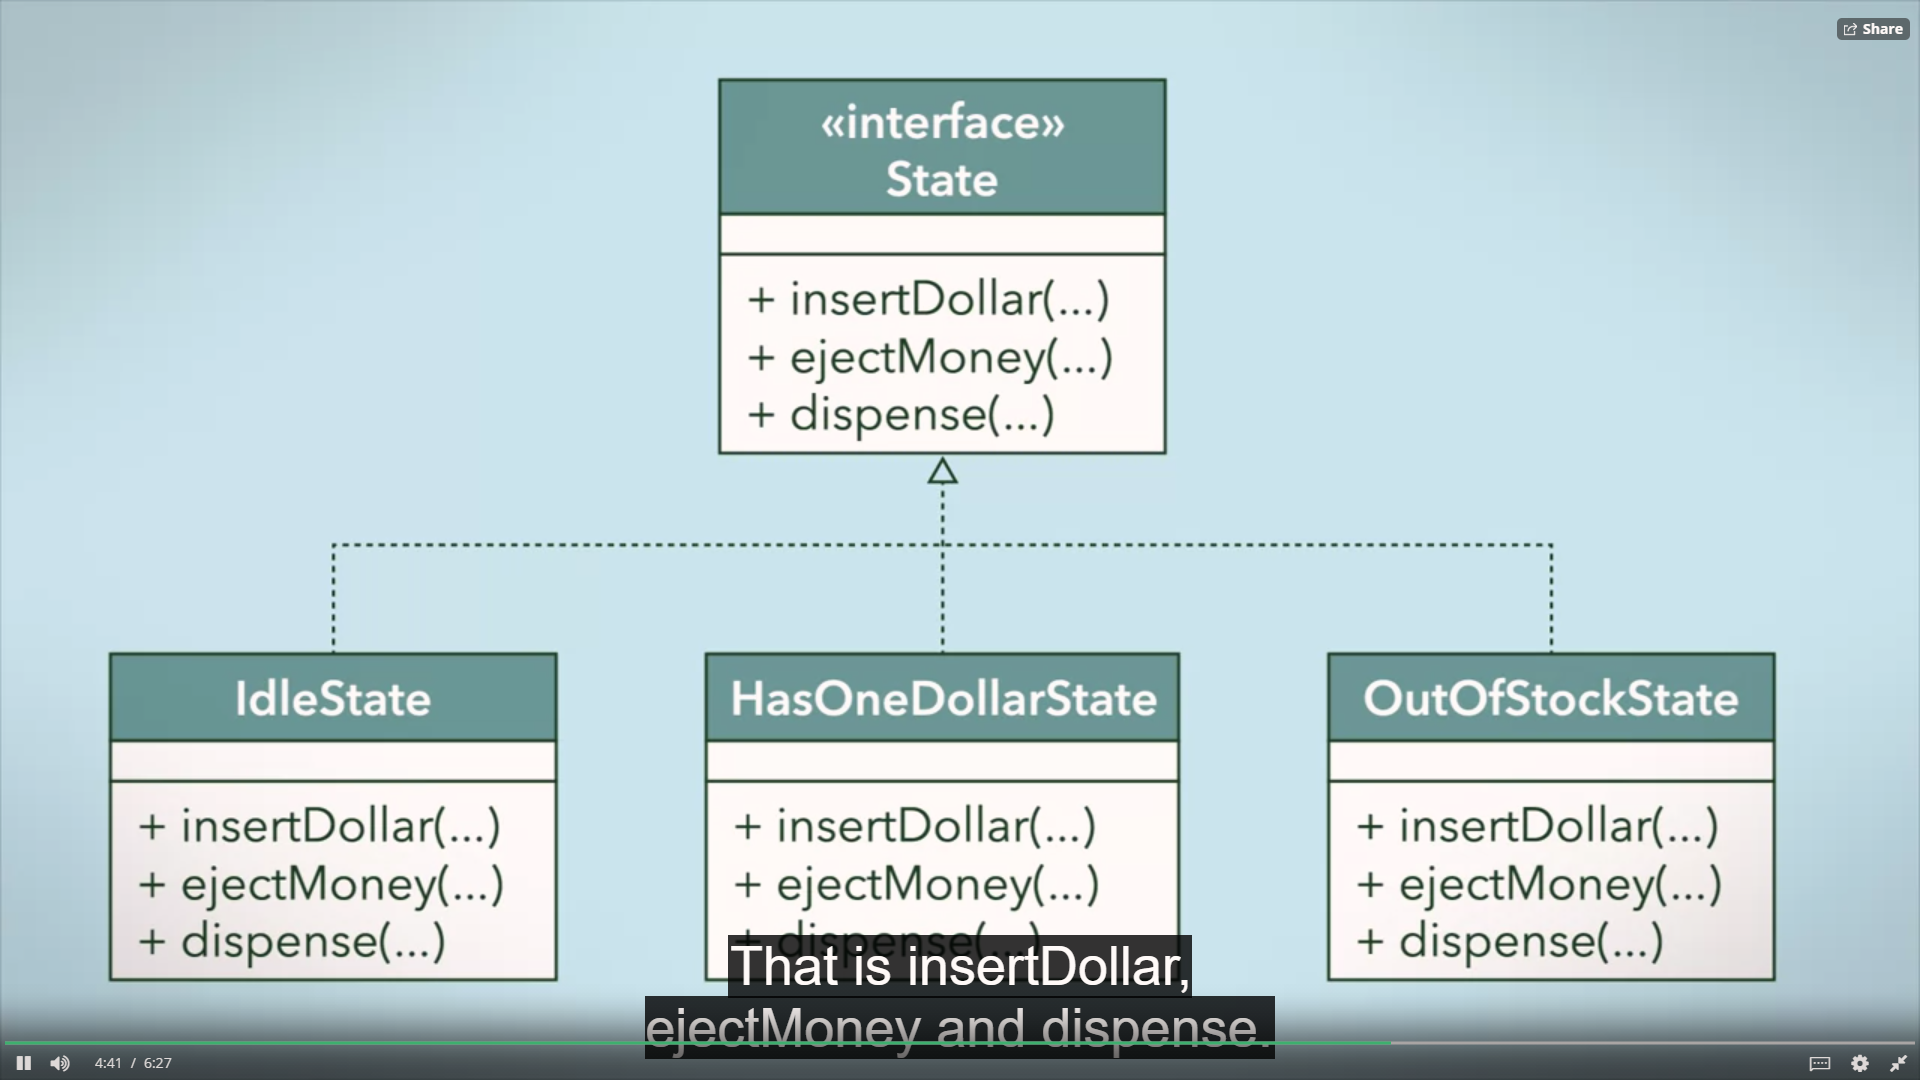 Share
«interface»
State
+ insertDollar(...)
+ ejectMoney(...)
+ dispense(...)
IdleState
+ insertDollar(...)
+ ejectMoney(...)
+ dispense(...)
HasOneDollarState
+ insertDollar(...)
+ ejectMoney(...)
+ dispense(...)
OutOfStockState
+ insertDollar(...)
+ ejectMoney(...)
+ dispense(...)
That is insertDollar,
ejectMoney and dispense.
4:41 / 6:27